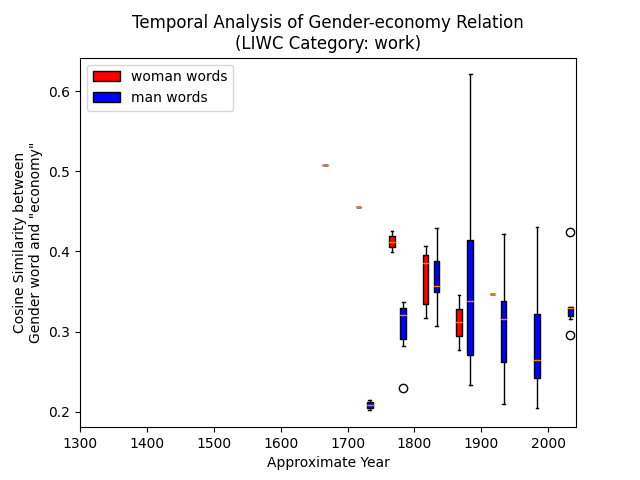 Temporal Analysis of Gender-economy Relation
(LIWC Category: work)
woman words
man words
Cosine Similarity between
Gender word and "economy"
0.6
0.5
0.4
0.3
0.2
1300 1400 1500 1600 1700 1800 1900 2000
Approximate Year